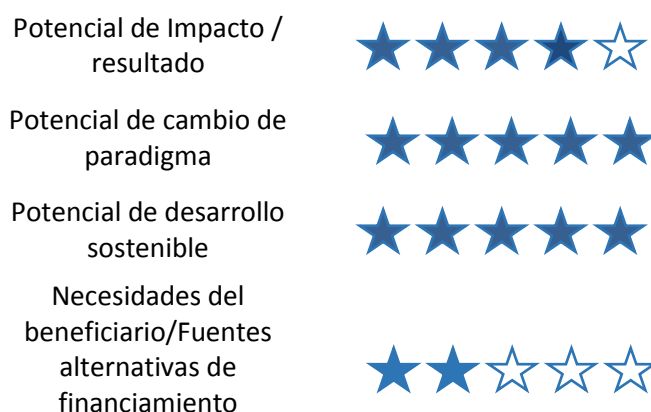 Potencial de Impacto /
resultado
Potencial de cambio de
paradigma
Potencial de desarrollo
sostenible
Necesidades del
beneficiario/Fuentes
alternativas de
financiamiento